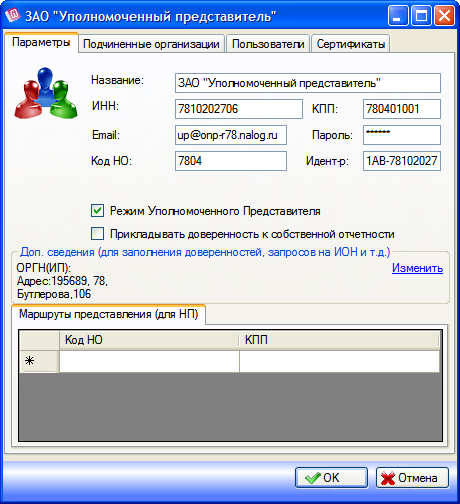 ЗАО "Уполномоченный представитель"
Параметры Подчиненные организации Пользователи Сертификаты
Название: ЗАО "Уполномоченный представитель"
ИНН: 7810202706 КПП: 780401001
Email: up@onp-r78.nalog.ru Пароль: ******
Код НО: 7804 Идент-р: 1АВ-78102027
Режим Уполномоченного Представителя
Прикладывать доверенность к собственной отчетности
Доп. сведения (для заполнения доверенностей, запросов на ИОН и т.д.)
ОРГН(ИП): Изменить
Адрес:195689, 78,
Бутлерова,106
Маршруты представления (для НП)
Код НО КПП
*
OK Отмена